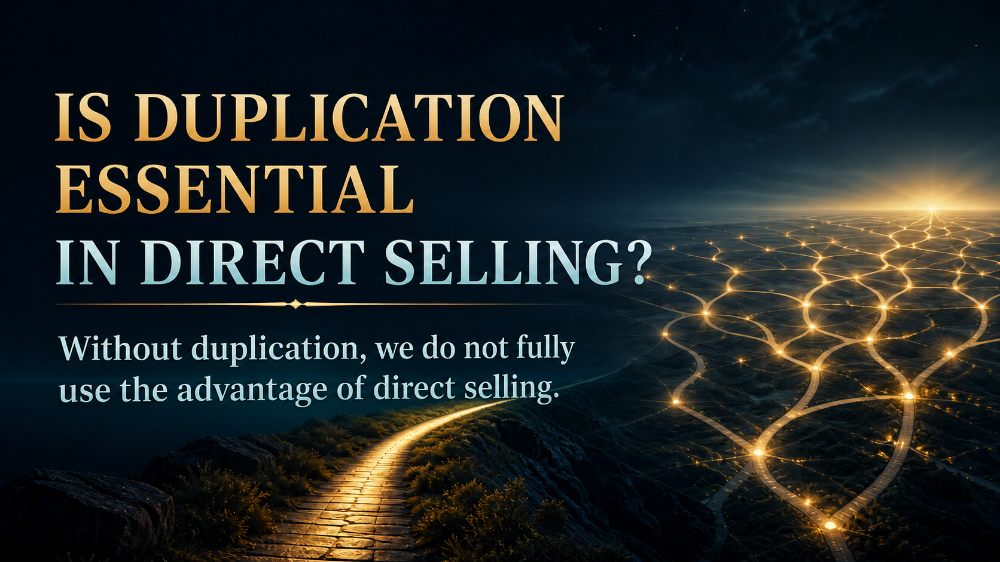 IS DUPLICATION
ESSENTIAL
IN DIRECT SELLING?
Without duplication, we do not fully
use the advantage of direct selling.